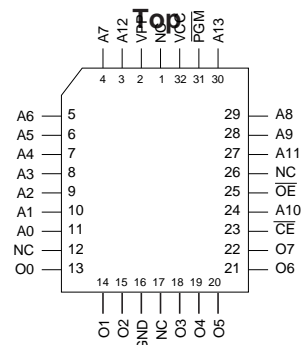 Top
A7 A12 VPP NC VCC P̅G̅M̅ A13
4 3 2 1 32 31 30
A6 5 29 A8
A5 6 28 A9
A4 7 27 A11
A3 8 26 NC
A2 9 25 O̅E̅
A1 10 24 A10
A0 11 23 C̅E̅
NC 12 22 O7
O0 13 21 O6
14 15 16 17 18 19 20
O1 O2 GND NC O3 O4 O5